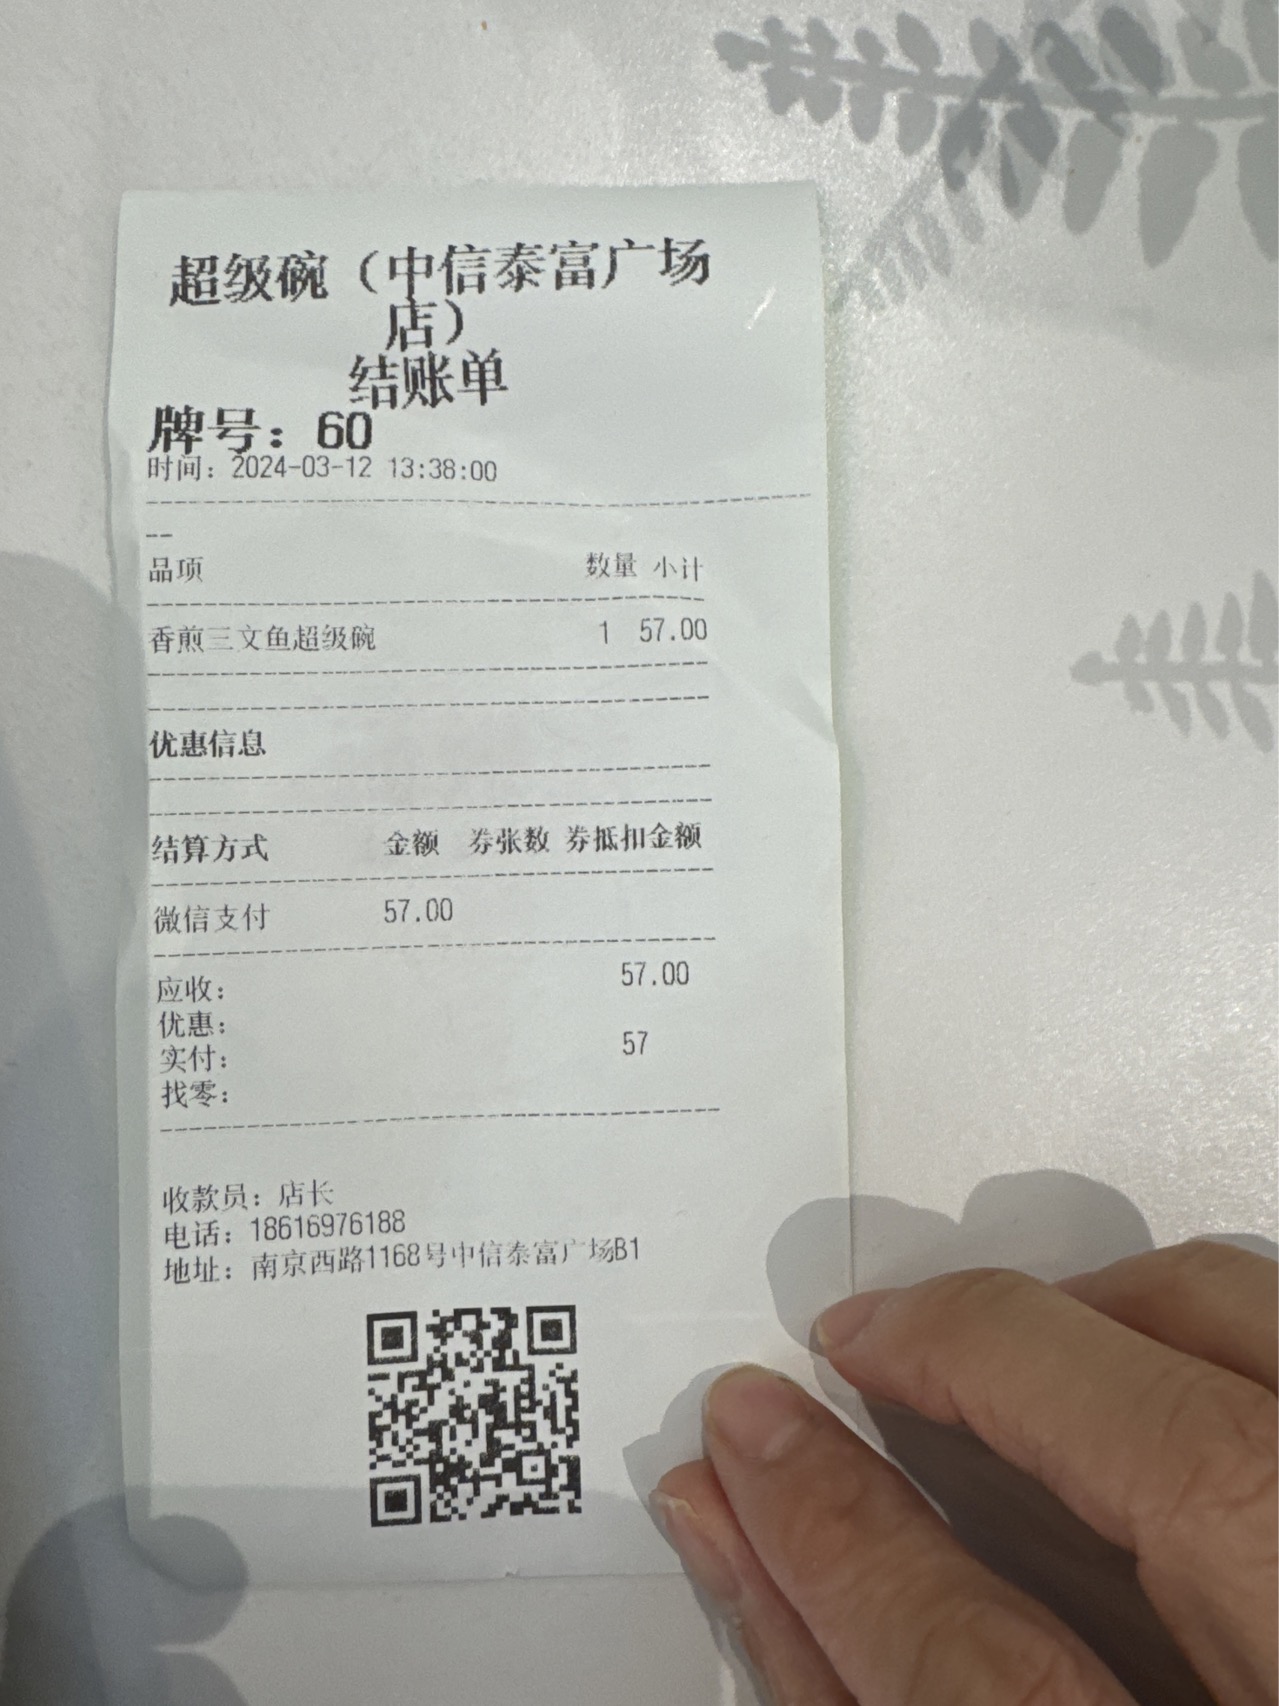 超级碗（中信泰富广场
店）
结账单
牌号：60
时间：2024-03-12 13:38:00
--
品项 数量 小计
香煎三文鱼超级碗 1 57.00
优惠信息
结算方式 金额 券张数 券抵扣金额
微信支付 57.00
应收： 57.00
优惠：
实付： 57
找零：
收款员：店长
电话：18616976188
地址：南京西路1168号中信泰富广场B1